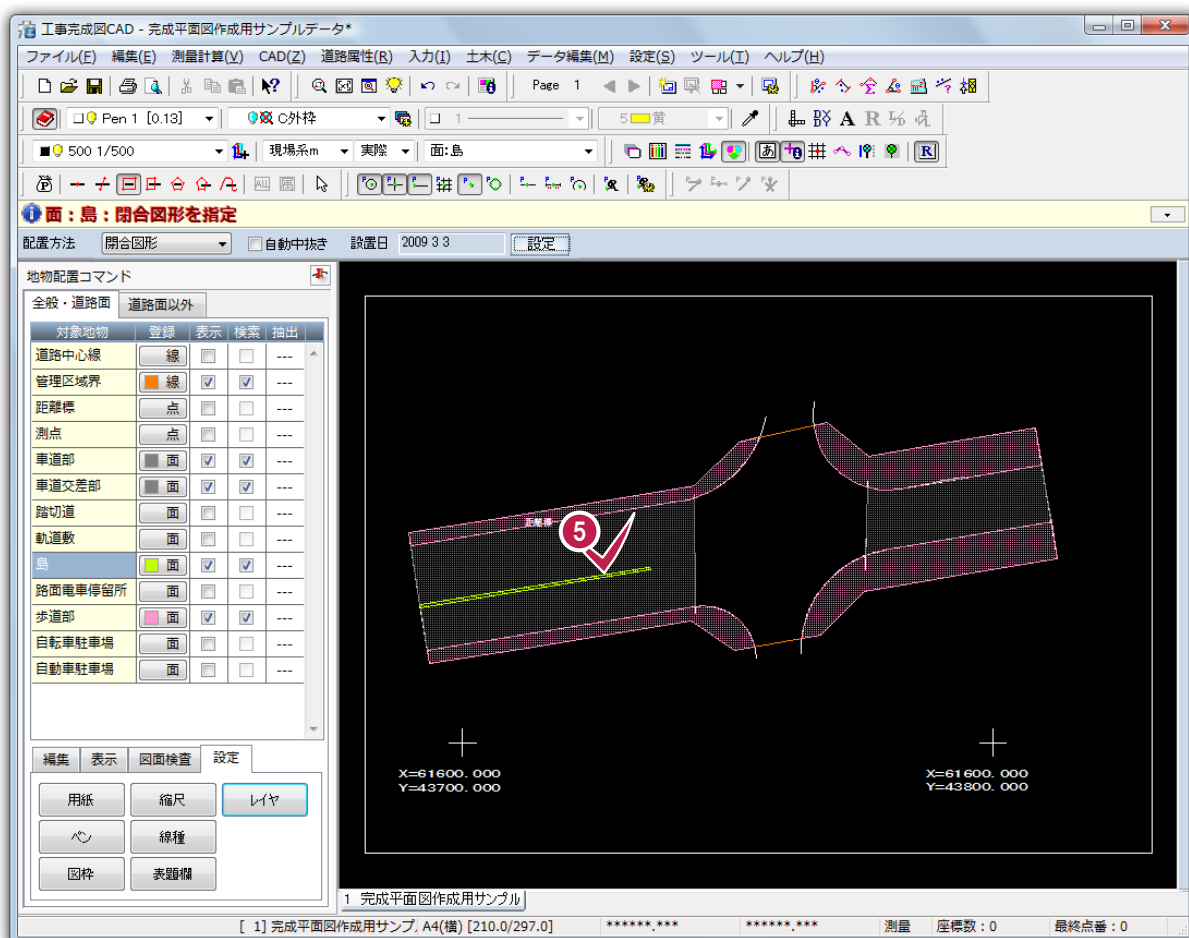 工事完成図CAD - 完成平面図作成用サンプルデータ*
ファイル(F) 編集(E) 測量計算(V) CAD(Z) 道路属性(R) 入力(I) 土木(C) データ編集(M) 設定(S) ツール(T) ヘルプ(H)
Page 1
Pen 1 [0.13] C外枠 1 5 黄
500 1/500 現場系m 実際 面:島
面:島:閉合図形を指定
配置方法 閉合図形 自動中抜き 設置日 2009 3 3 設定
地物配置コマンド
全般・道路面 道路面以外
対象地物 登録 表示 検索 抽出
道路中心線 線 ---
管理区域界 線 ---
距離標 点 ---
測点 点 ---
車道部 面 ---
車道交差部 面 ---
踏切道 面 ---
軌道敷 面 ---
島 面 ---
路面電車停留所 面 ---
歩道部 面 ---
自転車駐車場 面 ---
自動車駐車場 面 ---
編集 表示 図面検査 設定
用紙 縮尺 レイヤ
ペン 線種
図枠 表題欄
距離標
5
X=61600.000
Y=43700.000
X=61600.000
Y=43800.000
1 完成平面図作成用サンプル
[ 1] 完成平面図作成用サンプ. A4(横) [210.0/297.0] ******.*** ******.*** 測量 座標数:0 最終点番:0